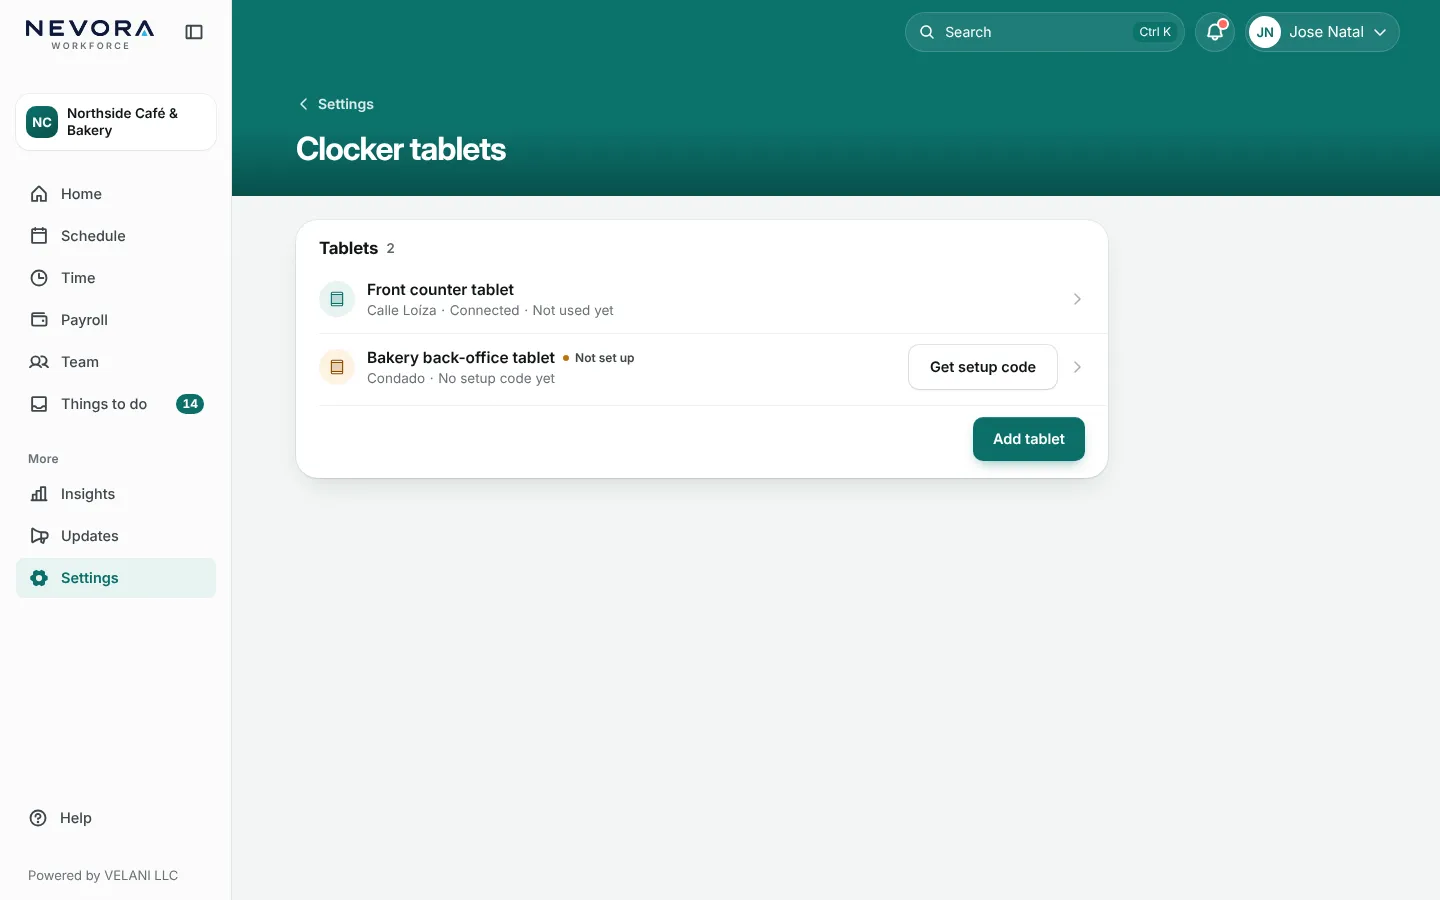 NEVORA
WORKFORCE
Search
Ctrl K
JN
Jose Natal
NC
Northside Café &
Bakery
Settings
Clocker tablets
Home
Schedule
Time
Payroll
Team
Things to do
14
More
Insights
Updates
Settings
Help
Powered by VELANI LLC
Tablets 2
Front counter tablet
Calle Loíza · Connected · Not used yet
Bakery back-office tablet
Not set up
Condado · No setup code yet
Get setup code
Add tablet